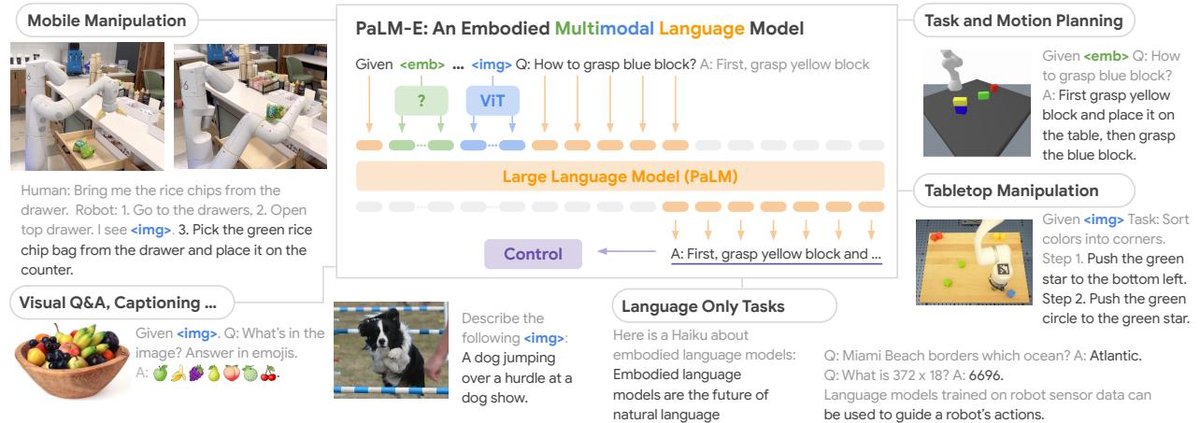 Mobile Manipulation
Human: Bring me the rice chips from the
drawer. Robot: 1. Go to the drawers, 2. Open
top drawer. I see <img>. 3. Pick the green rice
chip bag from the drawer and place it on the
counter.
Visual Q&A, Captioning ...
Given <img>. Q: What's in the
image? Answer in emojis.
A: 🍏🍌🍇🍐🍑🍈🍒.
PaLM-E: An Embodied Multimodal Language Model
Given <emb> ... <img> Q: How to grasp blue block? A: First, grasp yellow block
? ViT
Large Language Model (PaLM)
Control
A: First, grasp yellow block and ...
Describe the
following <img>:
A dog jumping
over a hurdle at a
dog show.
Language Only Tasks
Here is a Haiku about
embodied language models:
Embodied language
models are the future of
natural language
Q: Miami Beach borders which ocean? A: Atlantic.
Q: What is 372 x 18? A: 6696.
Language models trained on robot sensor data can
be used to guide a robot's actions.
Task and Motion Planning
Given <emb> Q: How
to grasp blue block?
A: First grasp yellow
block and place it on
the table, then grasp
the blue block.
Tabletop Manipulation
Given <img> Task: Sort
colors into corners.
Step 1. Push the green
star to the bottom left.
Step 2. Push the green
circle to the green star.